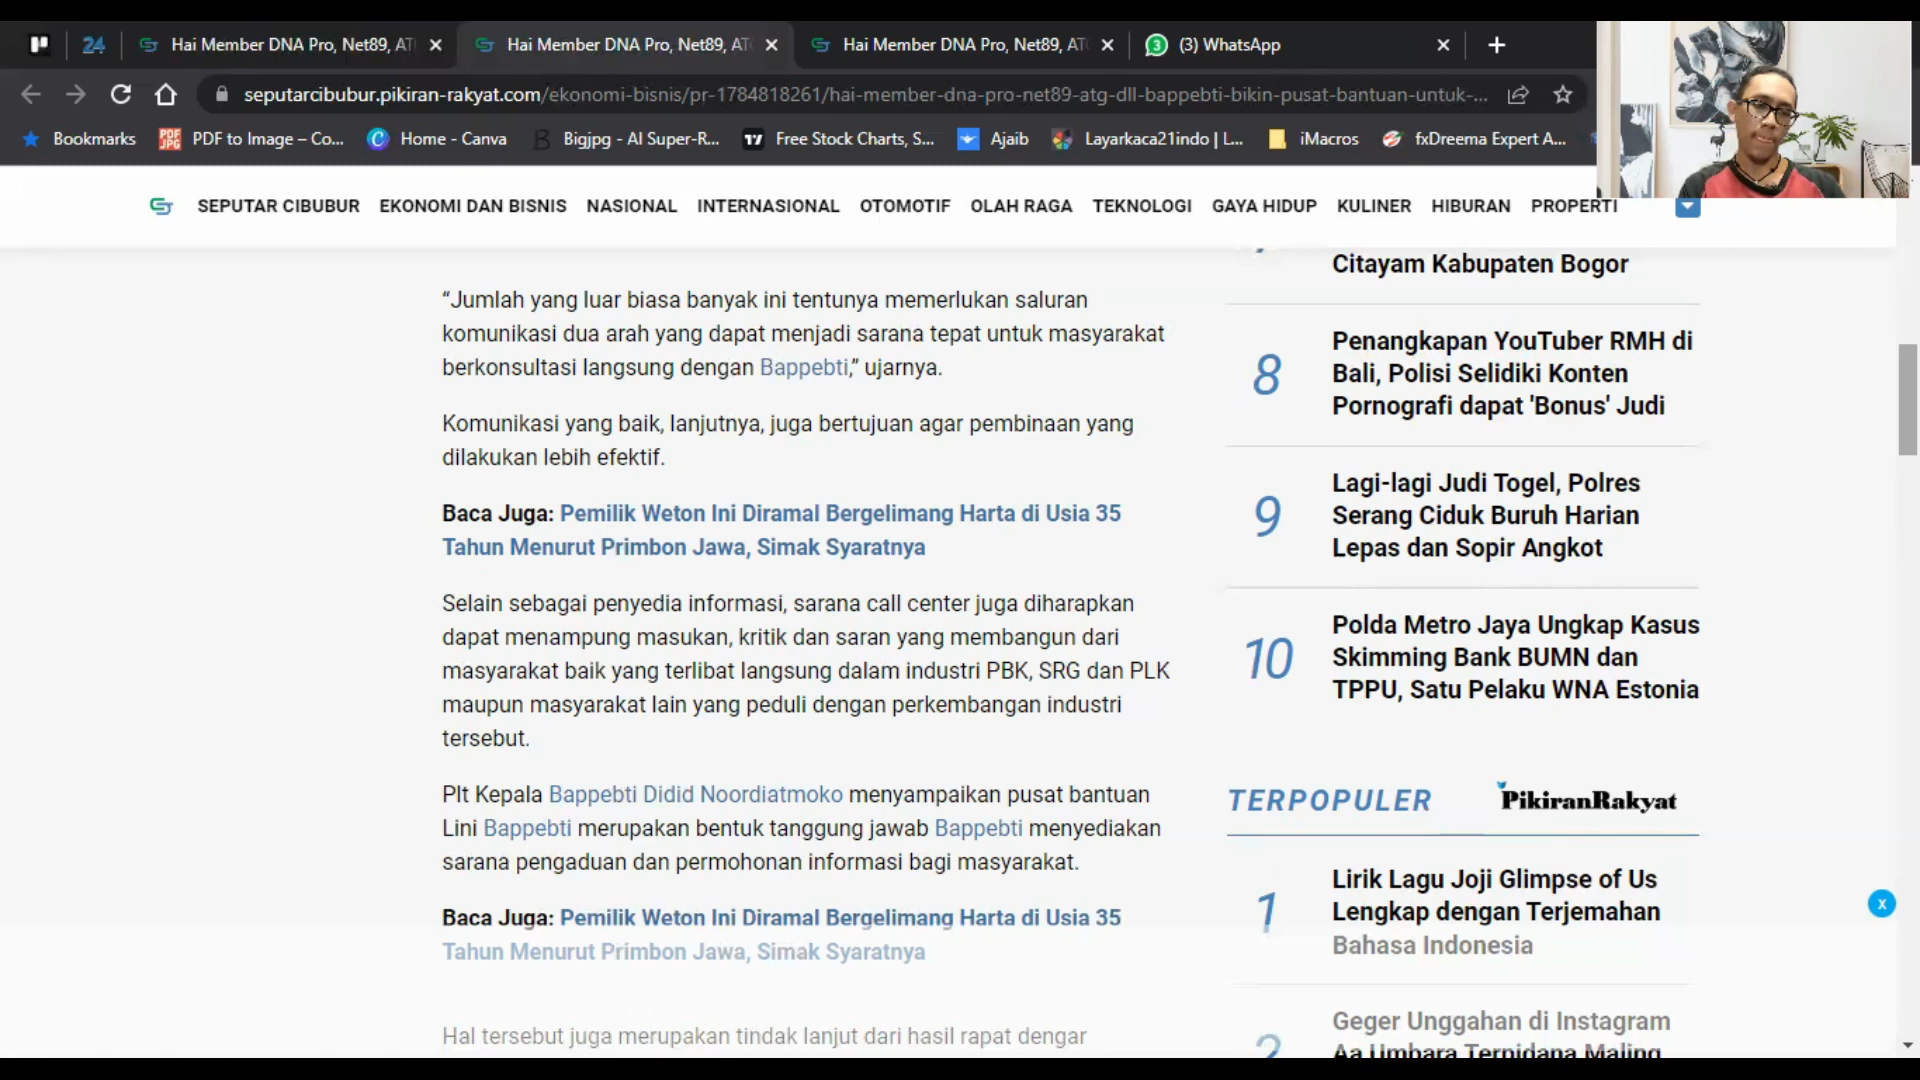 24
Hai Member DNA Pro, Net89, AT
Hai Member DNA Pro, Net89, AT
Hai Member DNA Pro, Net89, AT
3 (3) WhatsApp
seputarcibubur.pikiran-rakyat.com/ekonomi-bisnis/pr-1784818261/hai-member-dna-pro-net89-atg-dll-bappebti-bikin-pusat-bantuan-untuk-...
Bookmarks
PDF to Image – Co...
Home - Canva
Bigjpg - AI Super-R...
Free Stock Charts, S...
Ajaib
Layarkaca21indo | L...
iMacros
fxDreema Expert A...
SEPUTAR CIBUBUR EKONOMI DAN BISNIS NASIONAL INTERNASIONAL OTOMOTIF OLAH RAGA TEKNOLOGI GAYA HIDUP KULINER HIBURAN PROPERTI
“Jumlah yang luar biasa banyak ini tentunya memerlukan saluran
komunikasi dua arah yang dapat menjadi sarana tepat untuk masyarakat
berkonsultasi langsung dengan Bappebti,” ujarnya.
Komunikasi yang baik, lanjutnya, juga bertujuan agar pembinaan yang
dilakukan lebih efektif.
Baca Juga: Pemilik Weton Ini Diramal Bergelimang Harta di Usia 35
Tahun Menurut Primbon Jawa, Simak Syaratnya
Selain sebagai penyedia informasi, sarana call center juga diharapkan
dapat menampung masukan, kritik dan saran yang membangun dari
masyarakat baik yang terlibat langsung dalam industri PBK, SRG dan PLK
maupun masyarakat lain yang peduli dengan perkembangan industri
tersebut.
Plt Kepala Bappebti Didid Noordiatmoko menyampaikan pusat bantuan
Lini Bappebti merupakan bentuk tanggung jawab Bappebti menyediakan
sarana pengaduan dan permohonan informasi bagi masyarakat.
Baca Juga: Pemilik Weton Ini Diramal Bergelimang Harta di Usia 35
Tahun Menurut Primbon Jawa, Simak Syaratnya
Hal tersebut juga merupakan tindak lanjut dari hasil rapat dengar
Citayam Kabupaten Bogor
8
Penangkapan YouTuber RMH di
Bali, Polisi Selidiki Konten
Pornografi dapat 'Bonus' Judi
9
Lagi-lagi Judi Togel, Polres
Serang Ciduk Buruh Harian
Lepas dan Sopir Angkot
10
Polda Metro Jaya Ungkap Kasus
Skimming Bank BUMN dan
TPPU, Satu Pelaku WNA Estonia
TERPOPULER PikiranRakyat
1
Lirik Lagu Joji Glimpse of Us
Lengkap dengan Terjemahan
Bahasa Indonesia
2
Geger Unggahan di Instagram
Aa Umbara Terpidana Maling
x